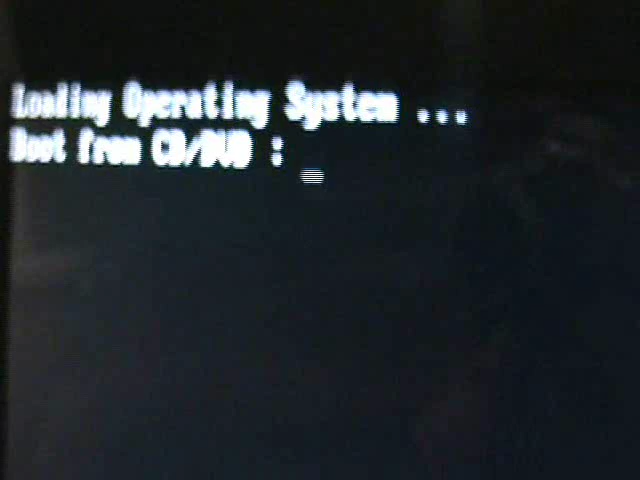 Loading Operating System ...
Boot from CD/DVD :